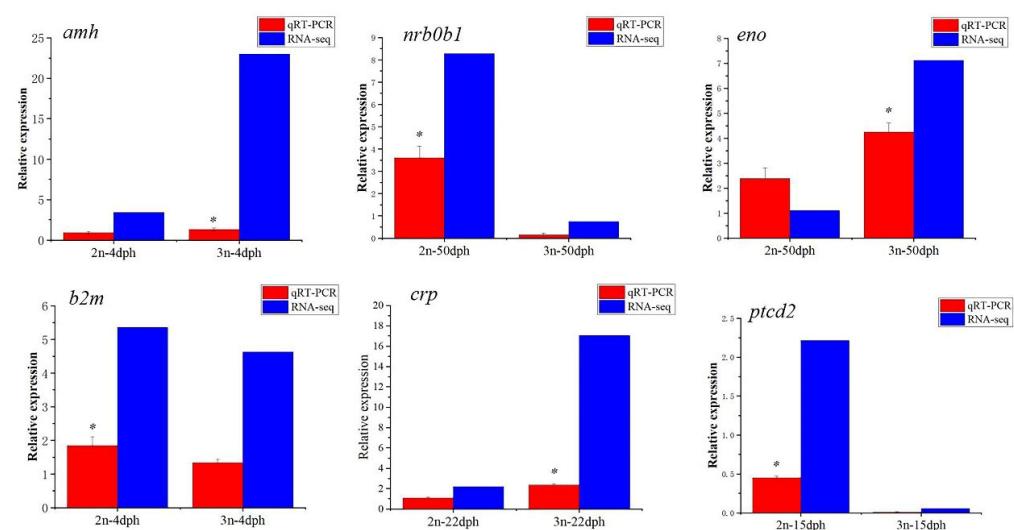 amh
qRT-PCR
RNA-seq
Relative expression
25
20
15
10
5
0
2n-4dph
3n-4dph
nrb0b1
qRT-PCR
RNA-seq
Relative expression
9
8
7
6
5
4
3
2
1
0
*
2n-50dph
3n-50dph
eno
qRT-PCR
RNA-seq
Relative expression
8
7
6
5
4
3
2
1
0
*
2n-50dph
3n-50dph
b2m
qRT-PCR
RNA-seq
Relative expression
6
5
4
3
2
1
0
*
2n-4dph
3n-4dph
crp
qRT-PCR
RNA-seq
Relative expression
20
18
16
14
12
10
8
6
4
2
0
*
2n-22dph
3n-22dph
ptcd2
qRT-PCR
RNA-seq
Relative expression
2.5
2.0
1.5
1.0
0.5
0.0
*
2n-15dph
3n-15dph